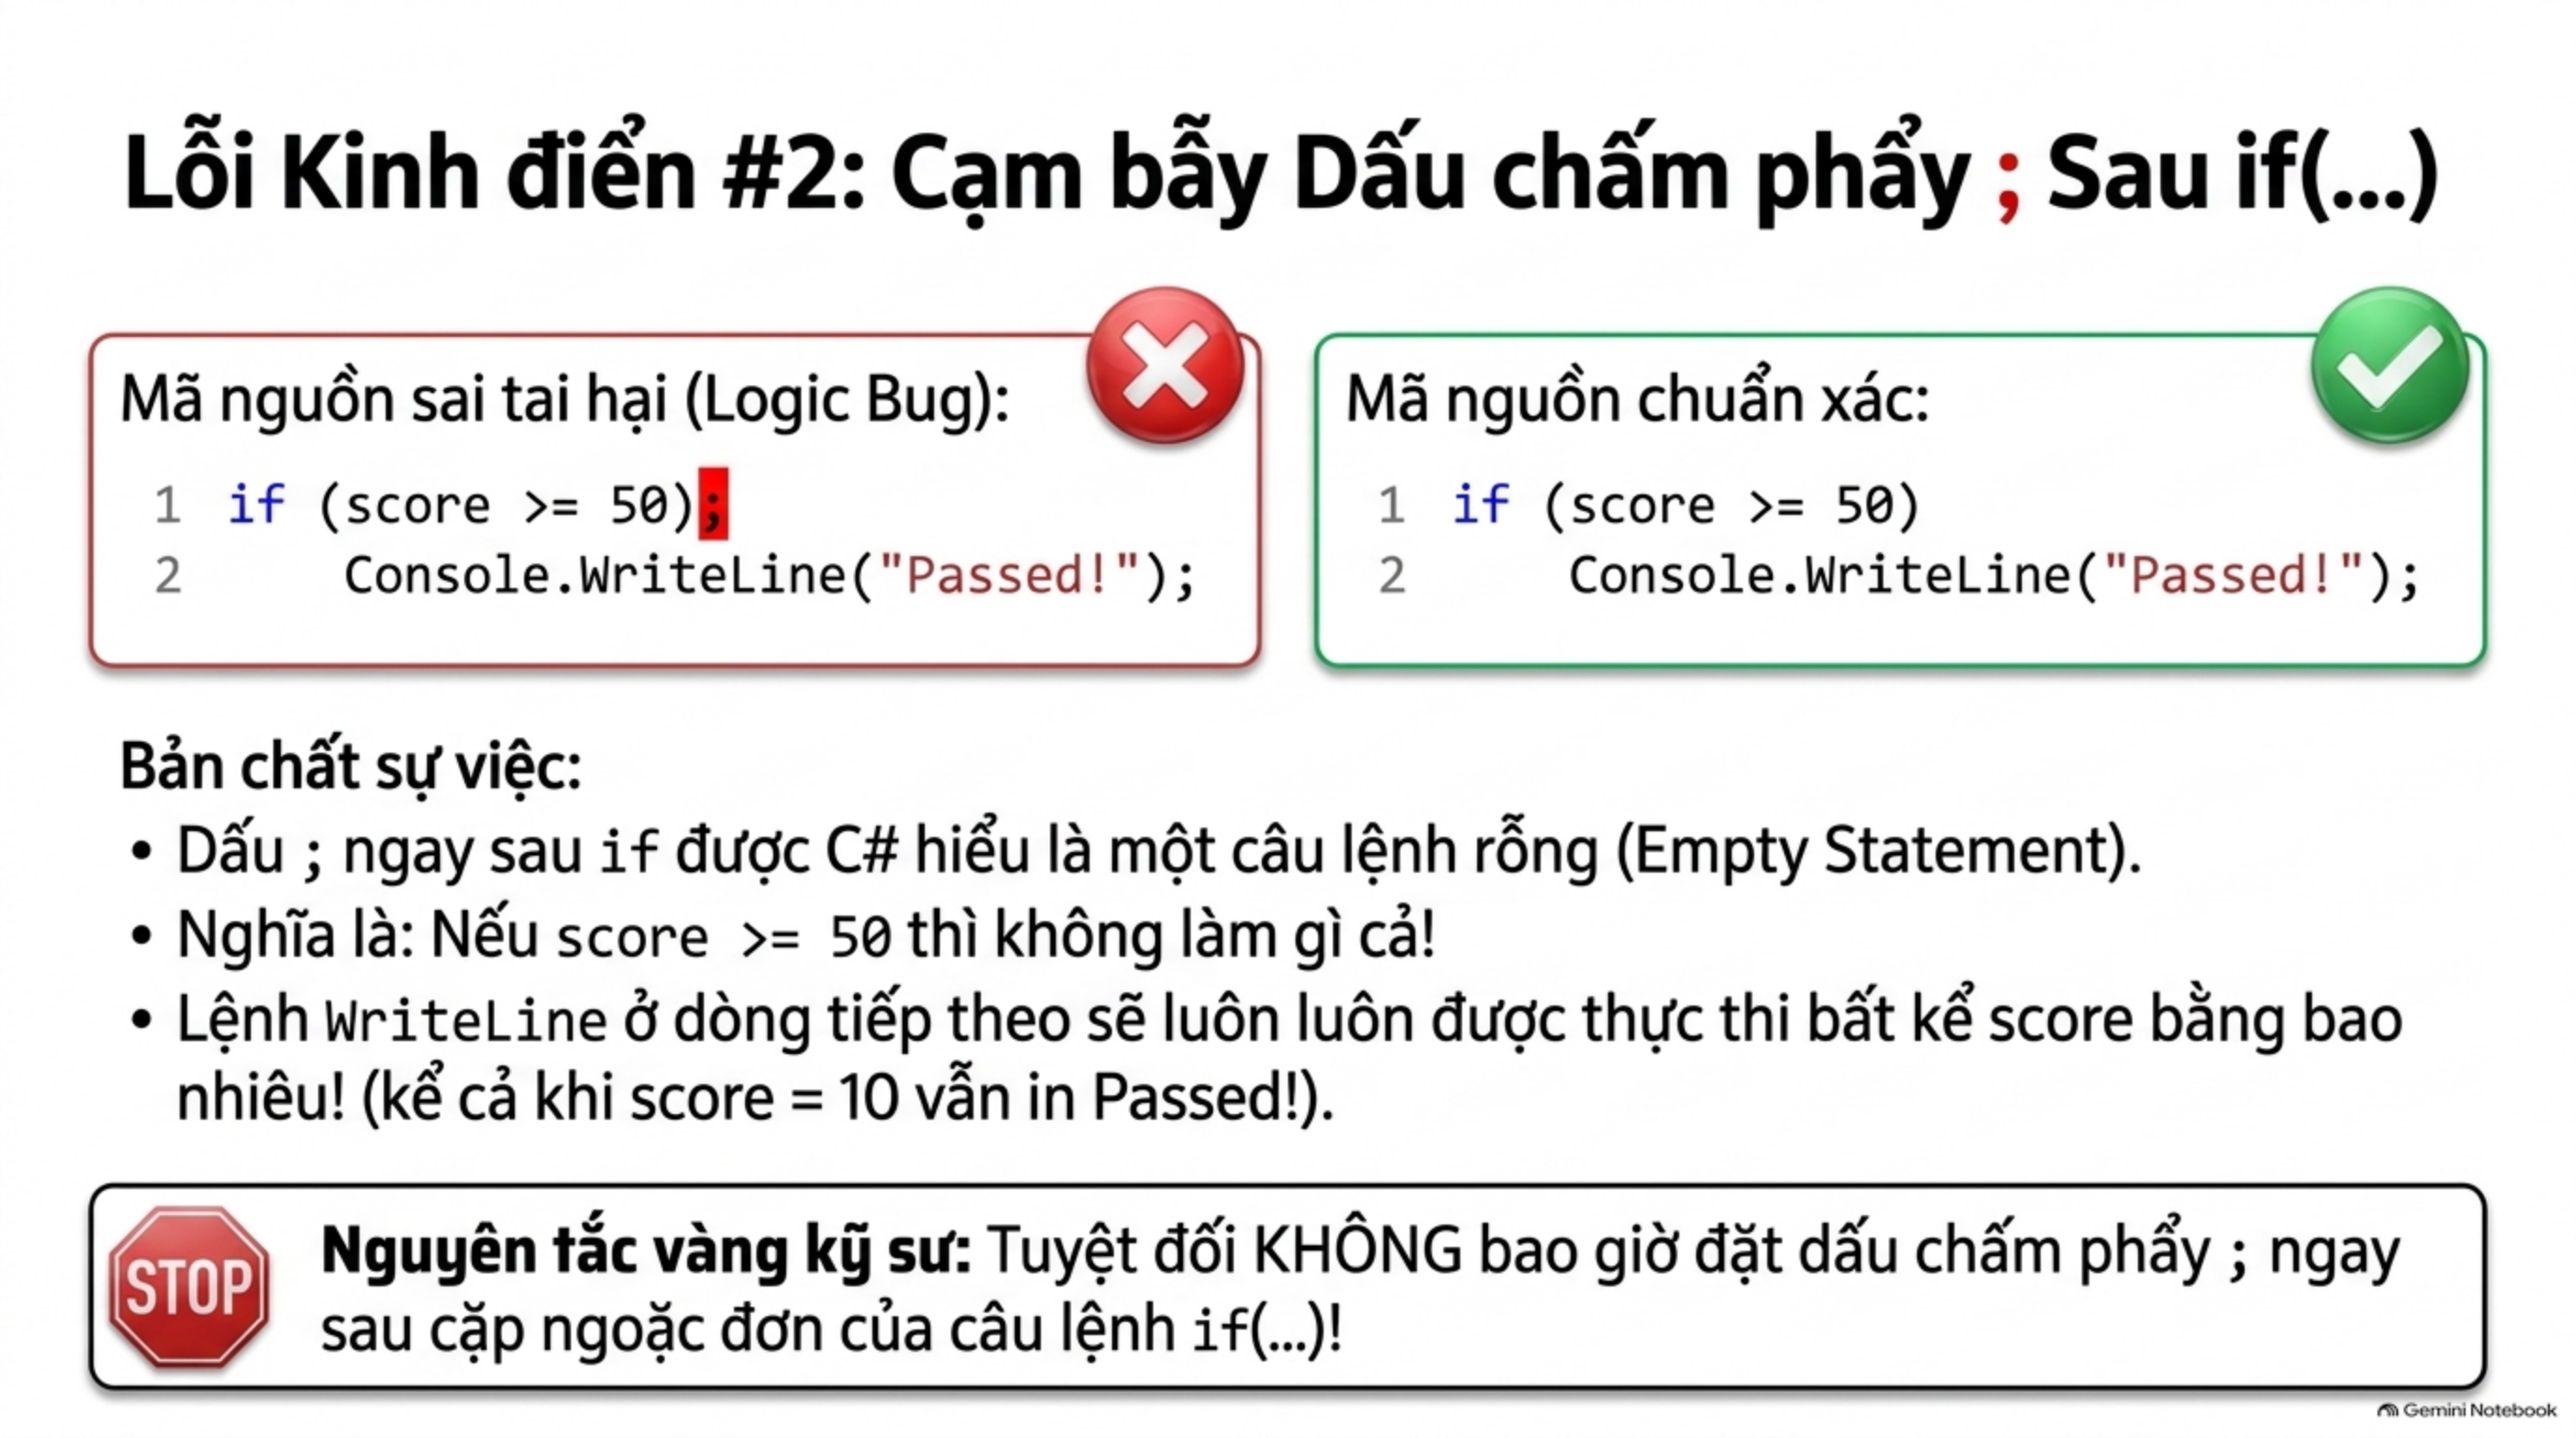 Lỗi Kinh điển #2: Cạm bẫy Dấu chấm phẩy ; Sau if(...)
Mã nguồn sai tai hại (Logic Bug):
1 if (score >= 50);
2 Console.WriteLine("Passed!");
Mã nguồn chuẩn xác:
1 if (score >= 50)
2 Console.WriteLine("Passed!");
Bản chất sự việc:
• Dấu ; ngay sau if được C# hiểu là một câu lệnh rỗng (Empty Statement).
• Nghĩa là: Nếu score >= 50 thì không làm gì cả!
• Lệnh WriteLine ở dòng tiếp theo sẽ luôn luôn được thực thi bất kể score bằng bao
nhiêu! (kể cả khi score = 10 vẫn in Passed!).
STOP
Nguyên tắc vàng kỹ sư: Tuyệt đối KHÔNG bao giờ đặt dấu chấm phẩy ; ngay
sau cặp ngoặc đơn của câu lệnh if(...)!
Gemini Notebook